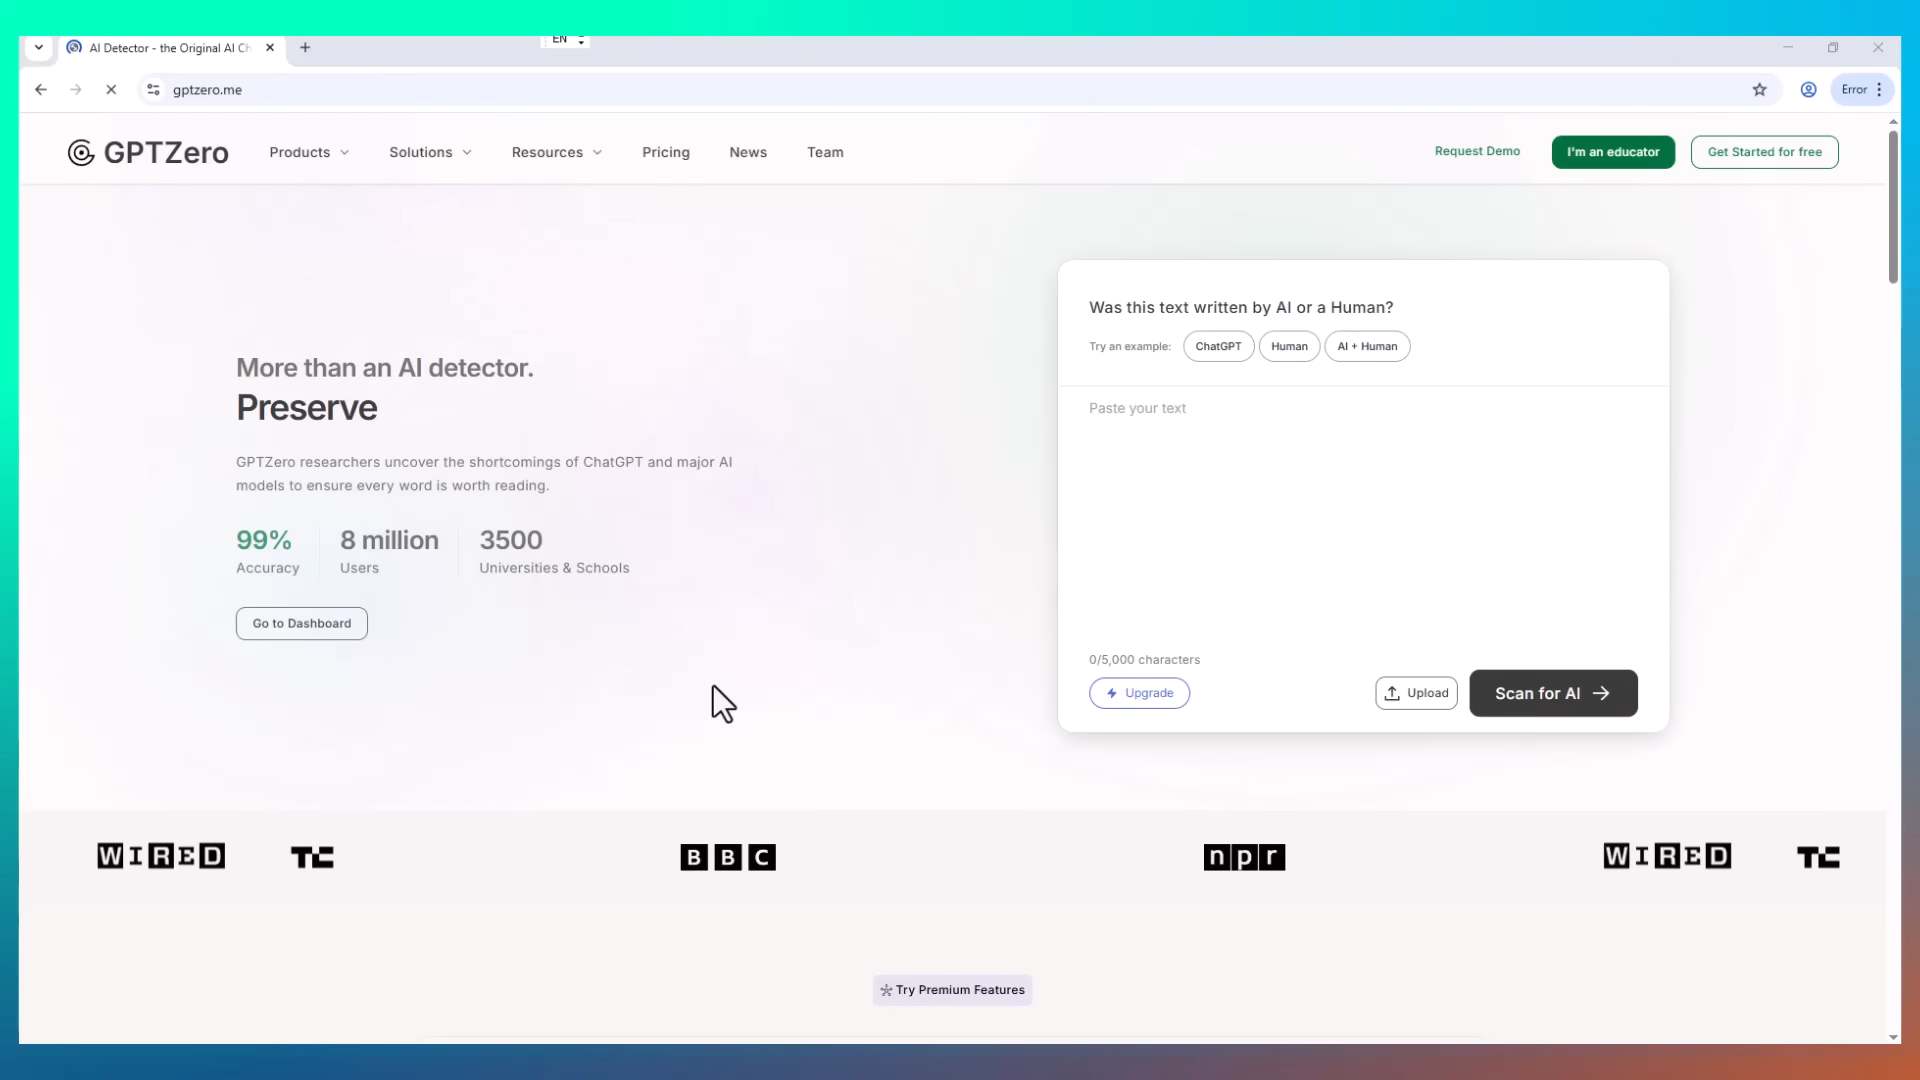 AI Detector - the Original AI Ch
EN
gptzero.me
Error
GPTZero
Products
Solutions
Resources
Pricing
News
Team
Request Demo
I'm an educator
Get Started for free
More than an AI detector.
Preserve
GPTZero researchers uncover the shortcomings of ChatGPT and major AI
models to ensure every word is worth reading.
99%
Accuracy
8 million
Users
3500
Universities & Schools
Go to Dashboard
Was this text written by AI or a Human?
Try an example:
ChatGPT
Human
AI + Human
Paste your text
0/5,000 characters
Upgrade
Upload
Scan for AI
WIRED
TC
BBC
npr
WIRED
TC
Try Premium Features